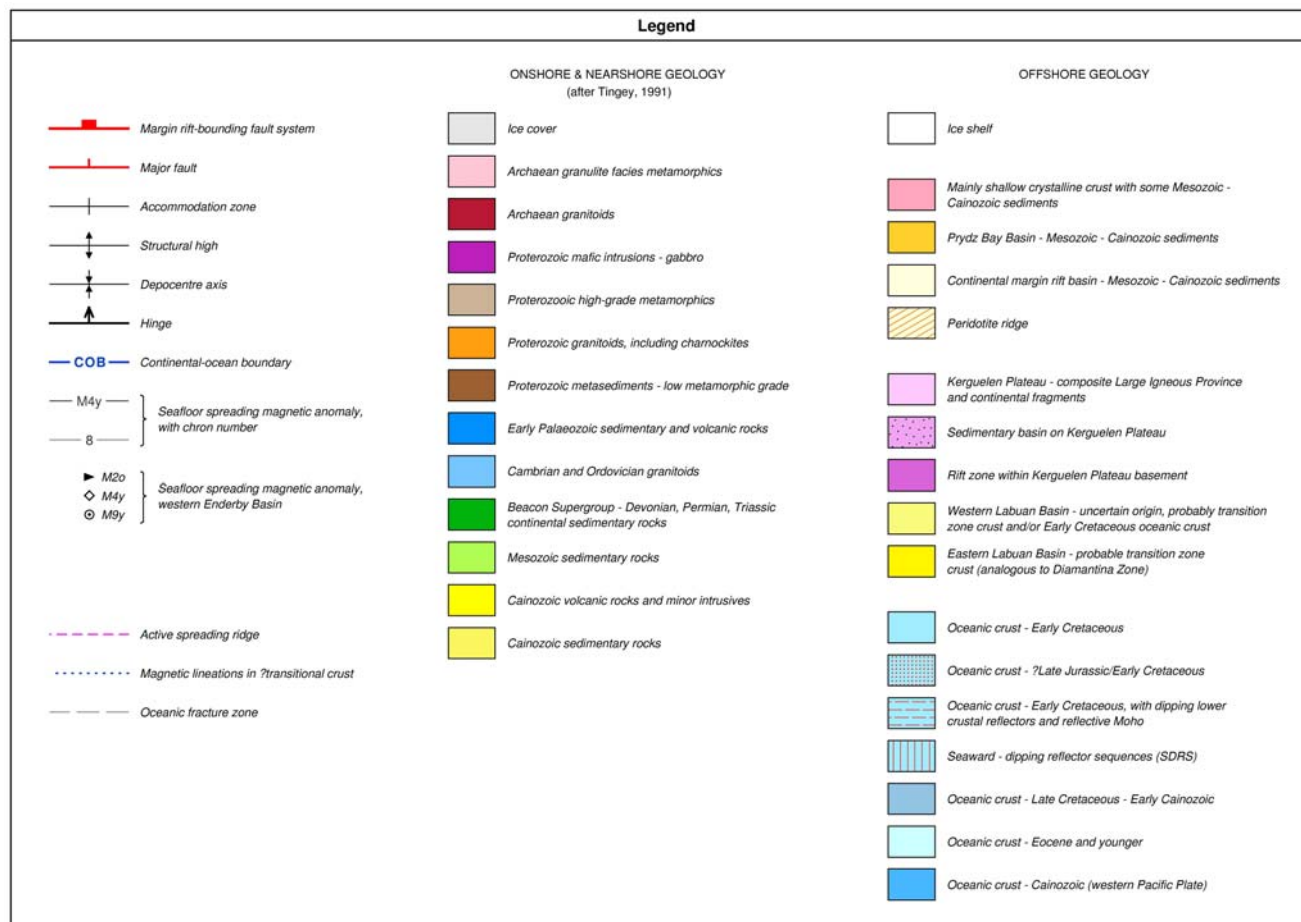 Legend
Margin rift-bounding fault system
Major fault
Accommodation zone
Structural high
Depocentre axis
Hinge
COB
Continental-ocean boundary
M4y
8
Seafloor spreading magnetic anomaly,
with chron number
M2o
M4y
M9y
Seafloor spreading magnetic anomaly,
western Enderby Basin
Active spreading ridge
Magnetic lineations in ?transitional crust
Oceanic fracture zone
ONSHORE & NEARSHORE GEOLOGY
(after Tingey, 1991)
Ice cover
Archaean granulite facies metamorphics
Archaean granitoids
Proterozoic mafic intrusions - gabbro
Proterozooic high-grade metamorphics
Proterozoic granitoids, including charnockites
Proterozoic metasediments - low metamorphic grade
Early Palaeozoic sedimentary and volcanic rocks
Cambrian and Ordovician granitoids
Beacon Supergroup - Devonian, Permian, Triassic
continental sedimentary rocks
Mesozoic sedimentary rocks
Cainozoic volcanic rocks and minor intrusives
Cainozoic sedimentary rocks
OFFSHORE GEOLOGY
Ice shelf
Mainly shallow crystalline crust with some Mesozoic -
Cainozoic sediments
Prydz Bay Basin - Mesozoic - Cainozoic sediments
Continental margin rift basin - Mesozoic - Cainozoic sediments
Peridotite ridge
Kerguelen Plateau - composite Large Igneous Province
and continental fragments
Sedimentary basin on Kerguelen Plateau
Rift zone within Kerguelen Plateau basement
Western Labuan Basin - uncertain origin, probably transition
zone crust and/or Early Cretaceous oceanic crust
Eastern Labuan Basin - probable transition zone
crust (analogous to Diamantina Zone)
Oceanic crust - Early Cretaceous
Oceanic crust - ?Late Jurassic/Early Cretaceous
Oceanic crust - Early Cretaceous, with dipping lower
crustal reflectors and reflective Moho
Seaward - dipping reflector sequences (SDRS)
Oceanic crust - Late Cretaceous - Early Cainozoic
Oceanic crust - Eocene and younger
Oceanic crust - Cainozoic (western Pacific Plate)